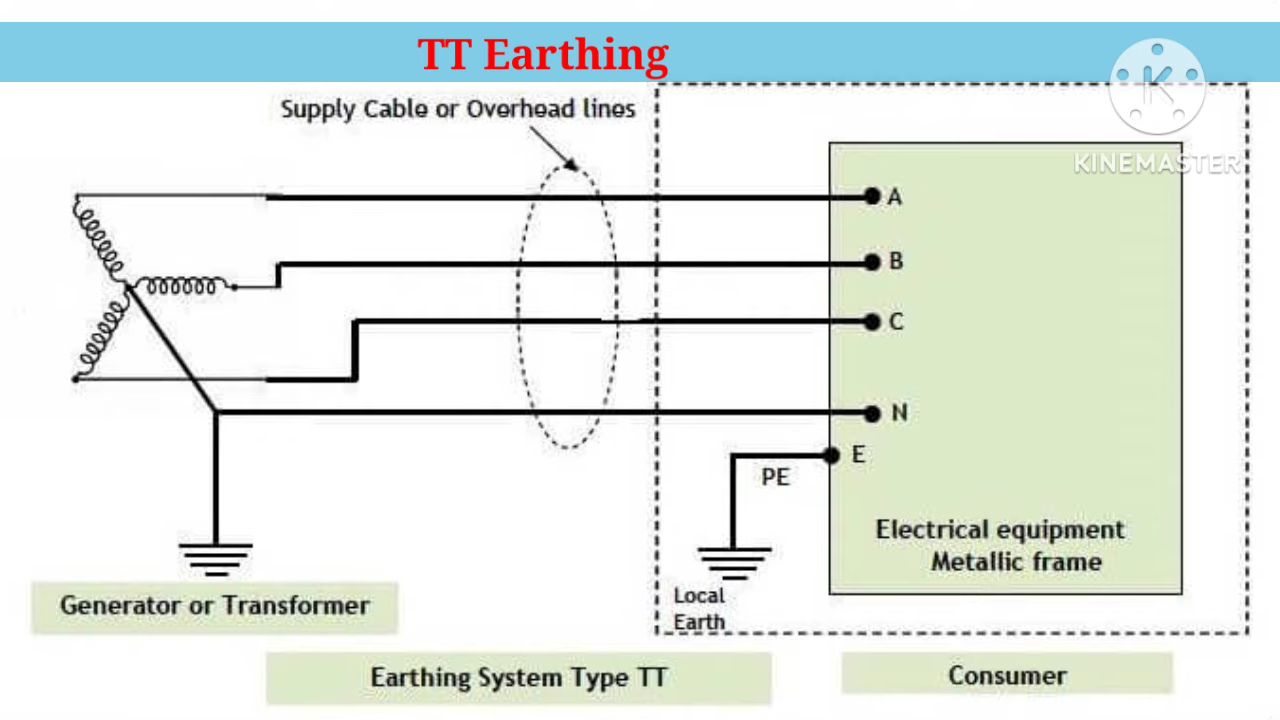 TT Earthing
K
KINEMASTER
Supply Cable or Overhead lines
A
B
C
N
E
PE
Electrical equipment
Metallic frame
Local
Earth
Generator or Transformer
Earthing System Type TT
Consumer